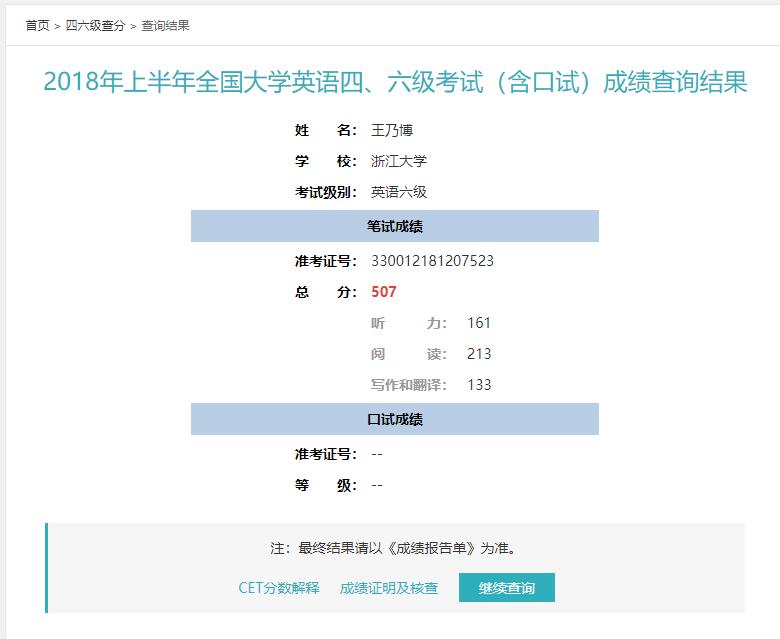 首页 > 四六级查分 > 查询结果
2018年上半年全国大学英语四、六级考试（含口试）成绩查询结果
姓 名： 王乃博
学 校： 浙江大学
考试级别： 英语六级
笔试成绩
准考证号： 330012181207523
总 分： 507
听 力： 161
阅 读： 213
写作和翻译： 133
口试成绩
准考证号： --
等 级： --
注：最终结果请以《成绩报告单》为准。
CET分数解释 成绩证明及核查 继续查询